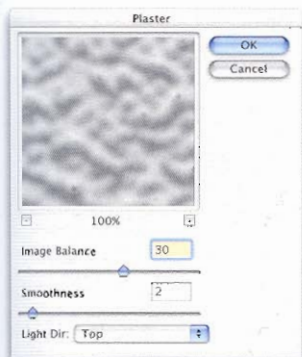 Plaster
OK
Cancel
100%
Image Balance 30
Smoothness 2
Light Dir: Top